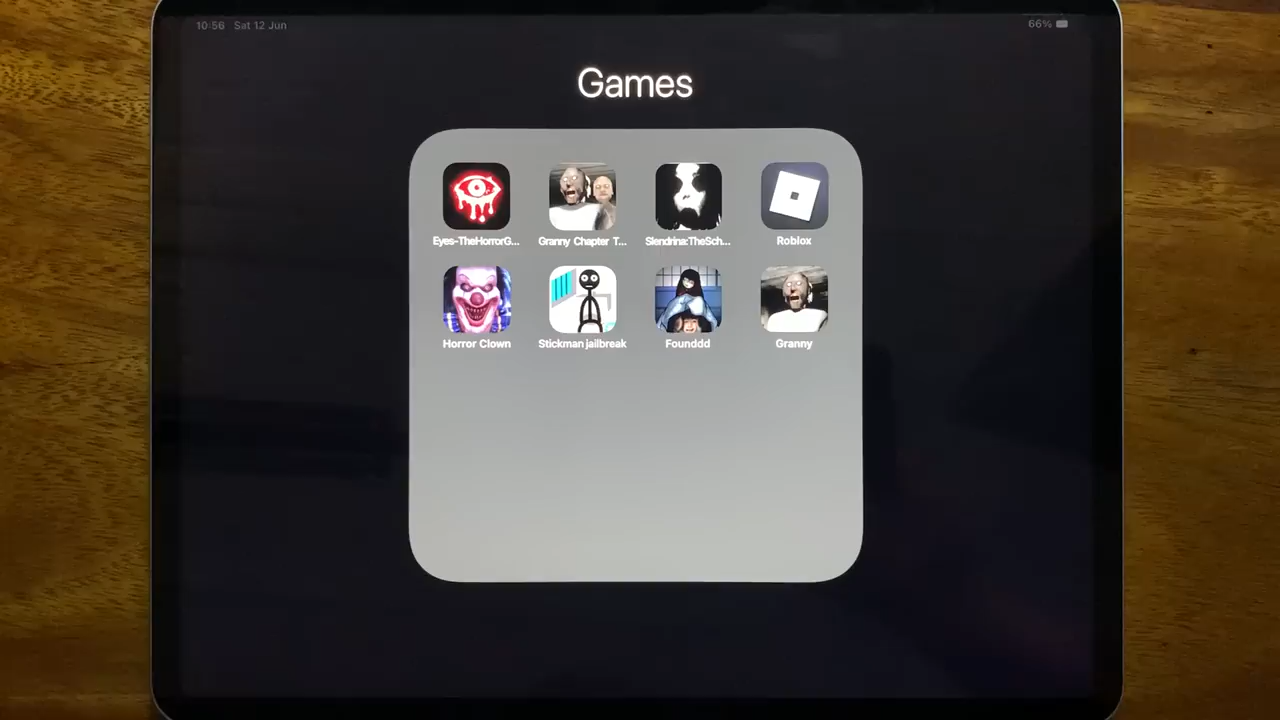 10:56 Sat 12 Jun
66%
Games
Eyes-TheHorrorG...
Granny Chapter T...
Slendrina:TheSch...
Roblox
Horror Clown
Stickman jailbreak
Founddd
Granny